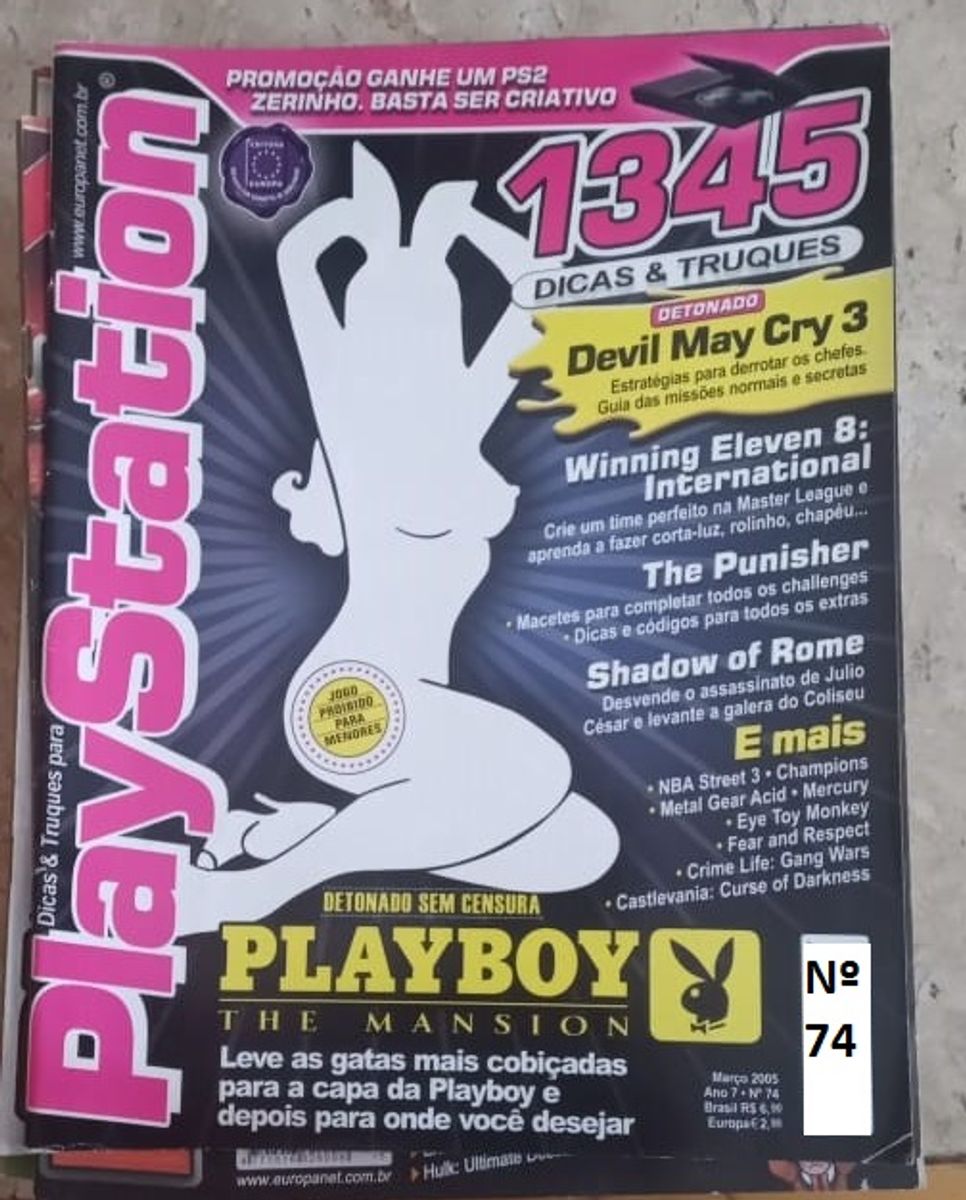 PROMOÇÃO GANHE UM PS2
ZERINHO. BASTA SER CRIATIVO
www.europanet.com.br
Dicas & Truques para
PlayStation®
EDITORA
EUROPA
1345
DICAS & TRUQUES
DETONADO
Devil May Cry 3
Estratégias para derrotar os chefes.
Guia das missões normais e secretas
Winning Eleven 8:
International
Crie um time perfeito na Master League e
aprenda a fazer corta-luz, rolinho, chapéu...
The Punisher
• Macetes para completar todos os challenges
• Dicas e códigos para todos os extras
Shadow of Rome
Desvende o assassinato de Julio
César e levante a galera do Coliseu
E mais
• NBA Street 3 • Champions
• Metal Gear Acid • Mercury
• Eye Toy Monkey
• Fear and Respect
• Crime Life: Gang Wars
• Castlevania: Curse of Darkness
JOGO
PROIBIDO
PARA
MENORES
DETONADO SEM CENSURA
PLAYBOY
THE MANSION
Leve as gatas mais cobiçadas
para a capa da Playboy e
depois para onde você desejar
Março 2005
Ano 7 • Nº 74
Brasil R$ 6,90
Europa € 2,
Nº
74
www.europanet.com.br
Hulk: Ultimate